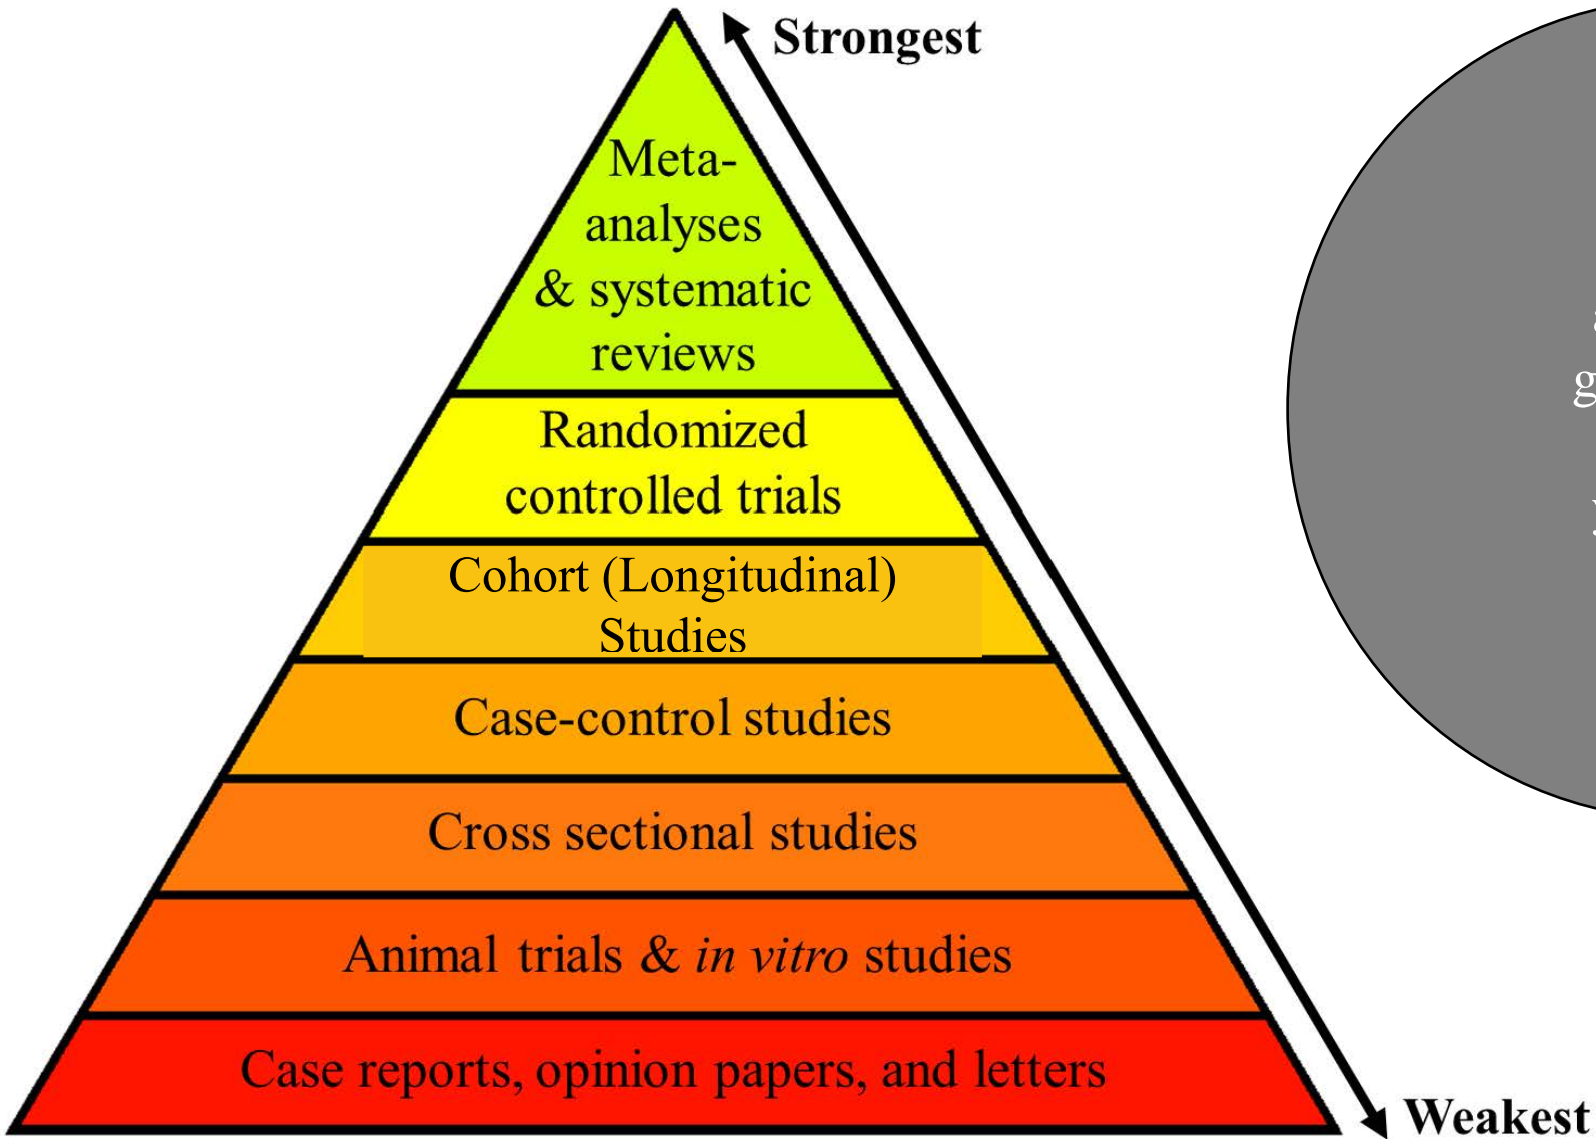 Strongest
Meta-
analyses
& systematic
reviews
Randomized
controlled trials
Cohort (Longitudinal)
Studies
Case-control studies
Cross sectional studies
Animal trials & in vitro studies
Case reports, opinion papers, and letters
Weakest